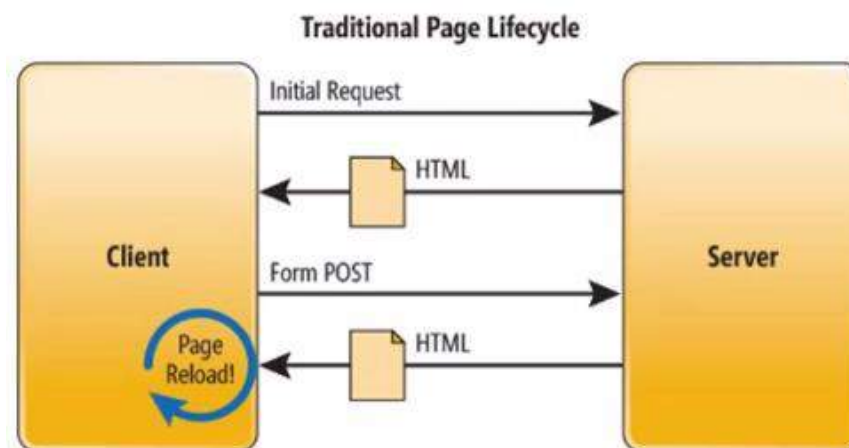 Traditional Page Lifecycle
Initial Request
HTML
Client
Server
Form POST
HTML
Page
Reload!